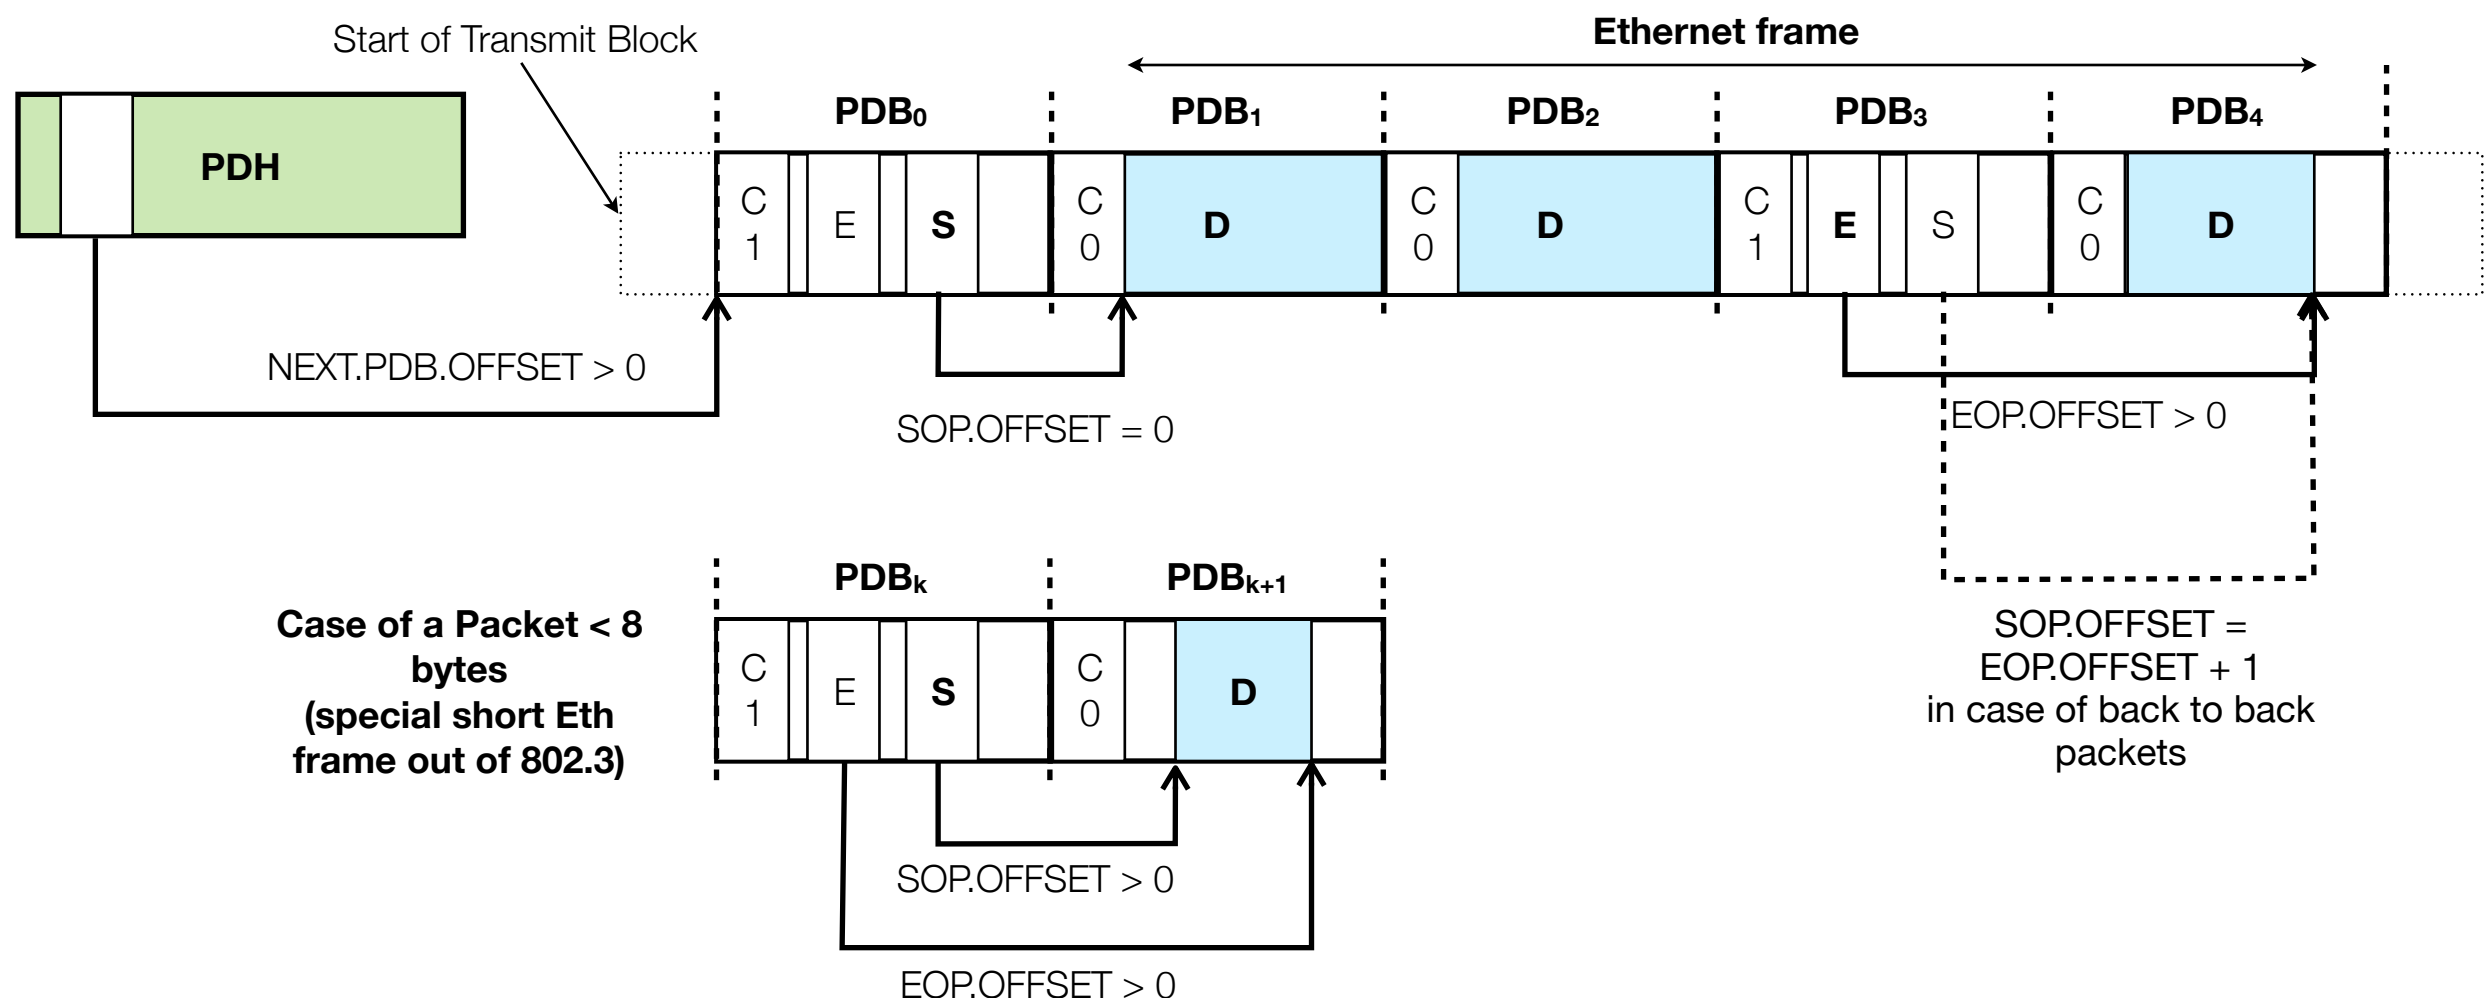 Start of Transmit Block
Ethernet frame
PDH
PDB₀
PDB₁
PDB₂
PDB₃
PDB₄
C
1
E
S
C
0
D
C
0
D
C
1
E
S
C
0
D
NEXT.PDB.OFFSET > 0
SOP.OFFSET = 0
EOP.OFFSET > 0
SOP.OFFSET =
EOP.OFFSET + 1
in case of back to back
packets
Case of a Packet < 8
bytes
(special short Eth
frame out of 802.3)
PDBₖ
PDBₖ₊₁
C
1
E
S
C
0
D
SOP.OFFSET > 0
EOP.OFFSET > 0